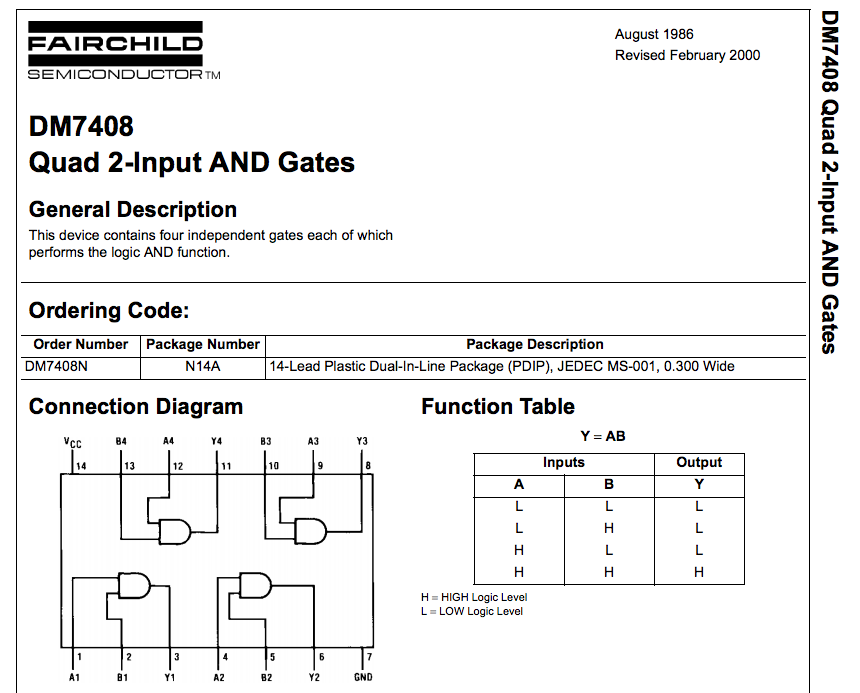 FAIRCHILD
SEMICONDUCTOR TM
August 1986
Revised February 2000
DM7408
Quad 2-Input AND Gates
General Description
This device contains four independent gates each of which
performs the logic AND function.
Ordering Code:
Order Number Package Number Package Description
DM7408N N14A 14-Lead Plastic Dual-In-Line Package (PDIP), JEDEC MS-001, 0.300 Wide
Connection Diagram
VCC B4 A4 Y4 B3 A3 Y3
14 13 12 11 10 9 8
1 2 3 4 5 6 7
A1 B1 Y1 A2 B2 Y2 GND
Function Table
Y = AB
Inputs Output
A B Y
L L L
L H L
H L L
H H H
H = HIGH Logic Level
L = LOW Logic Level
DM7408 Quad 2-Input AND Gates